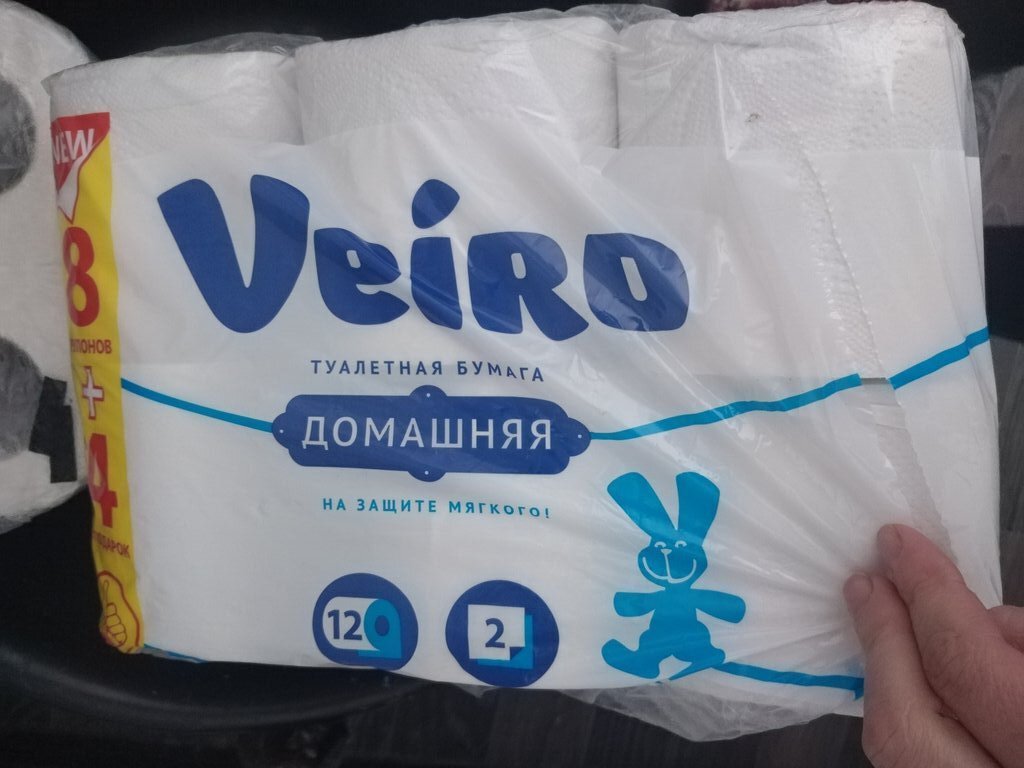 NEW
8
+
4
Veiro
ТУАЛЕТНАЯ БУМАГА
ДОМАШНЯЯ
НА ЗАЩИТЕ МЯГКОГО!
12
2